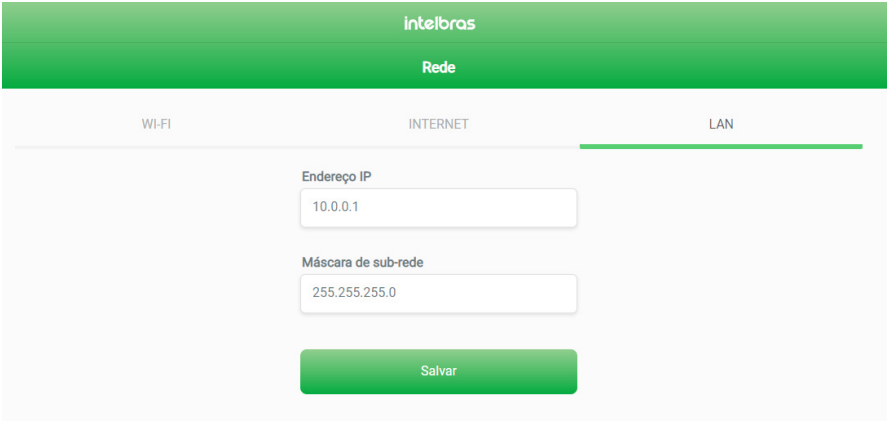 intelbras
Rede
WI-FI INTERNET LAN
Endereço IP
10.0.0.1
Máscara de sub-rede
255.255.255.0
Salvar